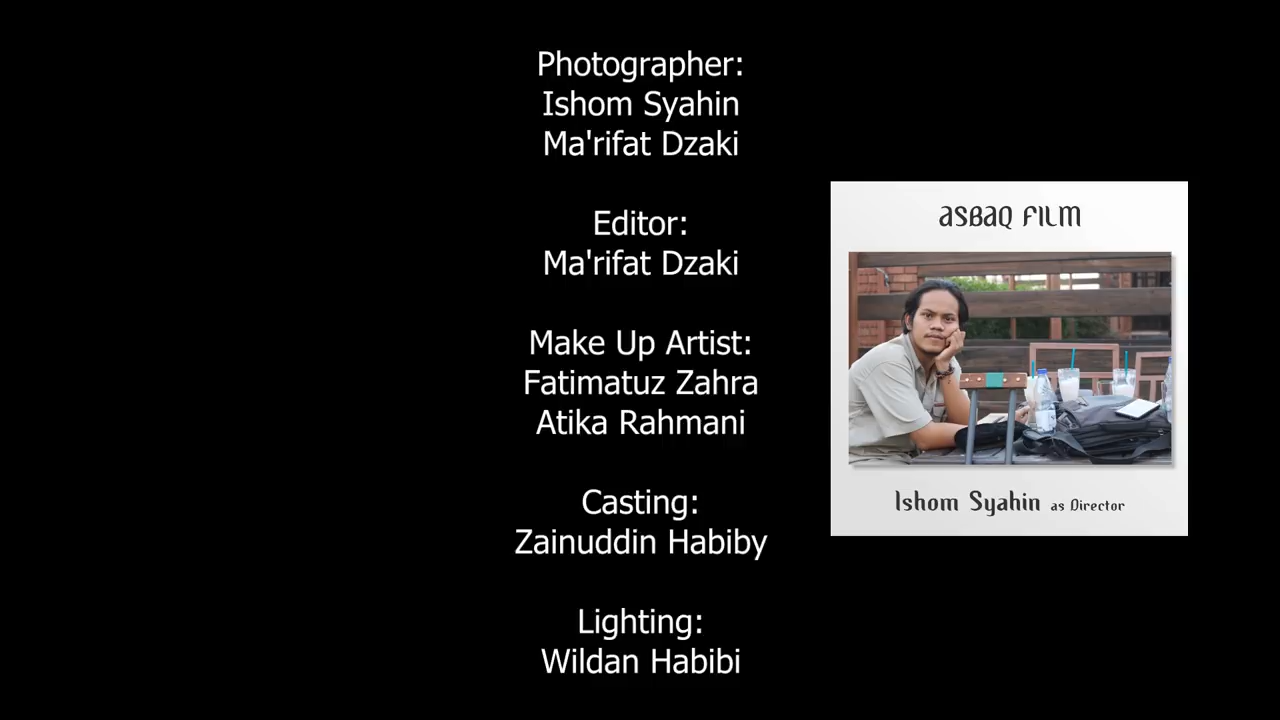 Photographer:
Ishom Syahin
Ma'rifat Dzaki
Editor:
Ma'rifat Dzaki
Make Up Artist:
Fatimatuz Zahra
Atika Rahmani
Casting:
Zainuddin Habiby
Lighting:
Wildan Habibi
ASBAQ FILM
Ishom Syahin as Director